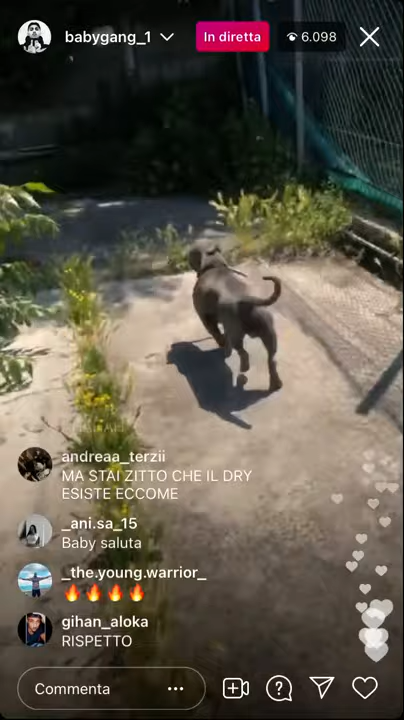 babygang_1
In diretta
6.098
andreaa_terzii
MA STAI ZITTO CHE IL DRY
ESISTE ECCOME
_ani.sa_15
Baby saluta
_the.young.warrior_
🔥🔥🔥🔥
gihan_aloka
RISPETTO
Commenta